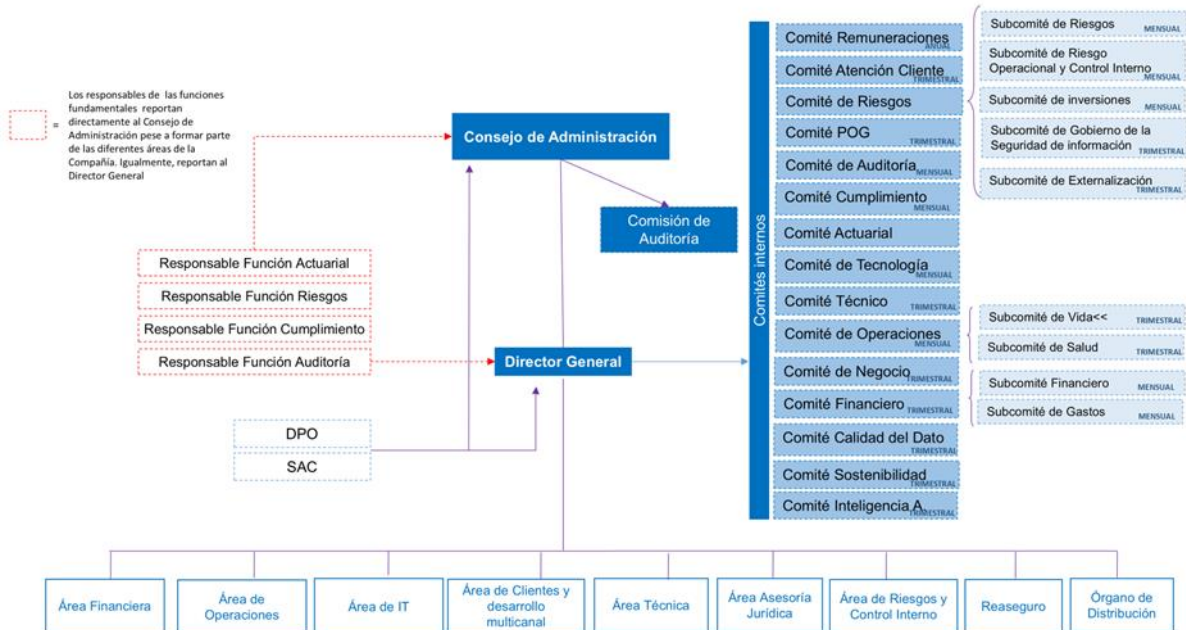 Los responsables de las funciones
fundamentales reportan
directamente al Consejo de
Administración pese a formar parte
de las diferentes áreas de la
Compañía. Igualmente, reportan al
Director General
=
Consejo de Administración
Comisión de
Auditoría
Responsable Función Actuarial
Responsable Función Riesgos
Responsable Función Cumplimiento
Responsable Función Auditoría
Director General
DPO
SAC
Comités internos
Comité Remuneraciones
ANUAL
Comité Atención Cliente
TRIMESTRAL
Comité de Riesgos
Comité POG
TRIMESTRAL
Comité de Auditoría
MENSUAL
Comité Cumplimiento
MENSUAL
Comité Actuarial
Comité de Tecnología
MENSUAL
Comité Técnico
TRIMESTRAL
Comité de Operaciones
MENSUAL
Comité de Negocio
TRIMESTRAL
Comité Financiero
TRIMESTRAL
Comité Calidad del Dato
TRIMESTRAL
Comité Sostenibilidad
TRIMESTRAL
Comité Inteligencia A.
TRIMESTRAL
Subcomité de Riesgos
MENSUAL
Subcomité de Riesgo
Operacional y Control Interno
MENSUAL
Subcomité de inversiones
MENSUAL
Subcomité de Gobierno de la
Seguridad de información
TRIMESTRAL
Subcomité de Externalización
TRIMESTRAL
Subcomité de Vida<<
TRIMESTRAL
Subcomité de Salud
TRIMESTRAL
Subcomité Financiero
MENSUAL
Subcomité de Gastos
MENSUAL
Área Financiera
Área de
Operaciones
Área de IT
Área de Clientes y
desarrollo
multicanal
Área Técnica
Área Asesoría
Jurídica
Área de Riesgos y
Control Interno
Reaseguro
Órgano de
Distribución